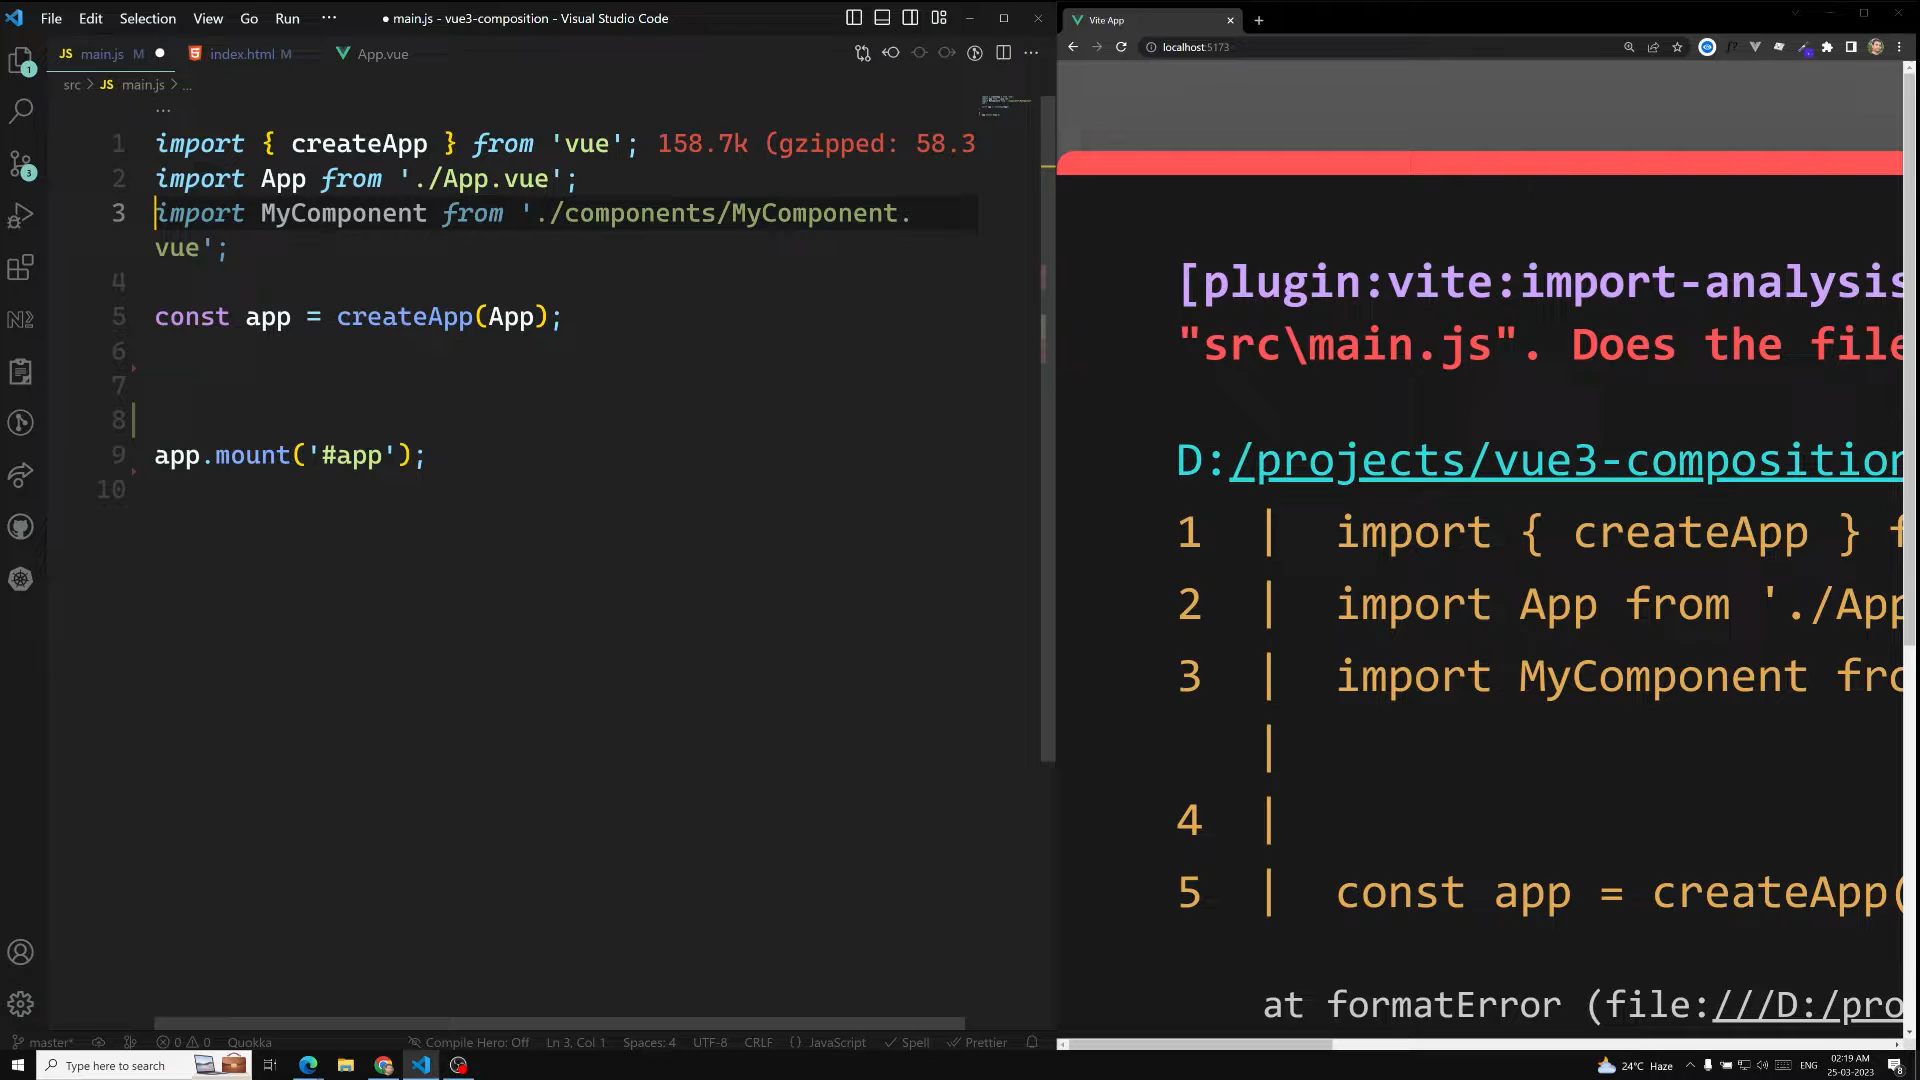 File Edit Selection View Go Run ···
● main.js - vue3-composition - Visual Studio Code
JS main.js M ●
index.html M
App.vue
src > JS main.js > ...
1 import { createApp } from 'vue'; 158.7k (gzipped: 58.3
2 import App from './App.vue';
3 import MyComponent from './components/MyComponent.
vue';
4
5 const app = createApp(App);
6
7
8
9 app.mount('#app');
10
1
3
master*
0 0
Quokka
Compile Hero: Off
Ln 3, Col 1
Spaces: 4
UTF-8
CRLF
{} JavaScript
Spell
Prettier
Vite App
localhost:5173
[plugin:vite:import-analysis
"src\main.js". Does the file
D:/projects/vue3-composition
1 | import { createApp } f
2 | import App from './App
3 | import MyComponent fro
|
4 |
5 | const app = createApp(
at formatError (file:///D:/pro
Type here to search
24°C Haze
ENG
02:19 AM
25-03-2023
8